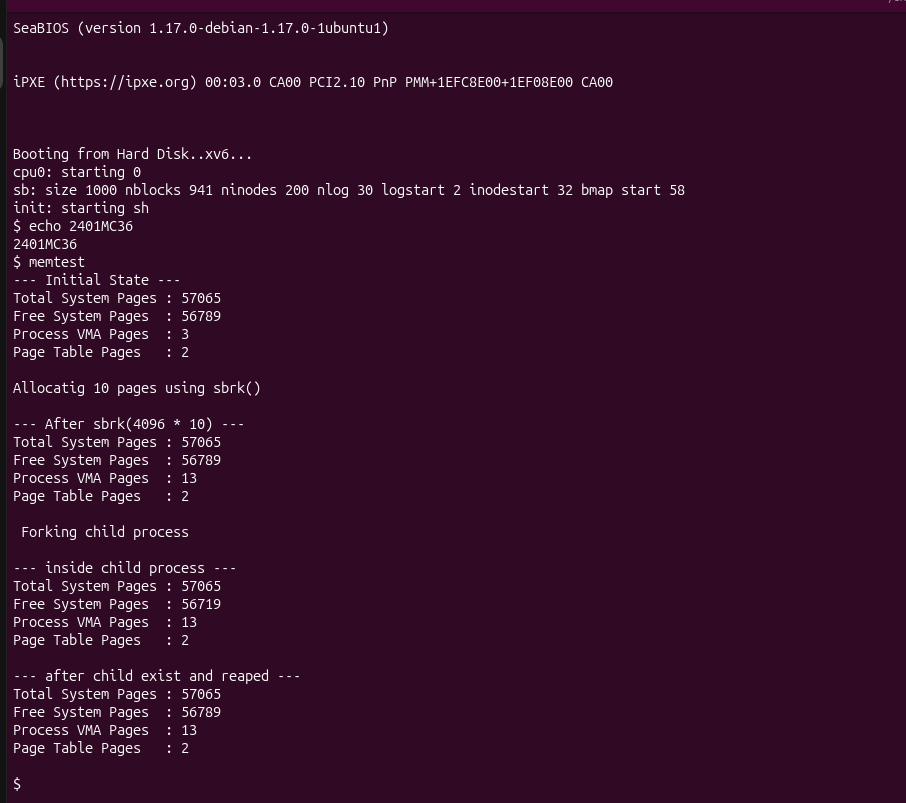 SeaBIOS (version 1.17.0-debian-1.17.0-1ubuntu1)
iPXE (https://ipxe.org) 00:03.0 CA00 PCI2.10 PnP PMM+1EFC8E00+1EF08E00 CA00
Booting from Hard Disk..xv6...
cpu0: starting 0
sb: size 1000 nblocks 941 ninodes 200 nlog 30 logstart 2 inodestart 32 bmap start 58
init: starting sh
$ echo 2401MC36
2401MC36
$ memtest
--- Initial State ---
Total System Pages : 57065
Free System Pages  : 56789
Process VMA Pages  : 3
Page Table Pages   : 2
Allocatig 10 pages using sbrk()
--- After sbrk(4096 * 10) ---
Total System Pages : 57065
Free System Pages  : 56789
Process VMA Pages  : 13
Page Table Pages   : 2
 Forking child process
--- inside child process ---
Total System Pages : 57065
Free System Pages  : 56719
Process VMA Pages  : 13
Page Table Pages   : 2
--- after child exist and reaped ---
Total System Pages : 57065
Free System Pages  : 56789
Process VMA Pages  : 13
Page Table Pages   : 2
$